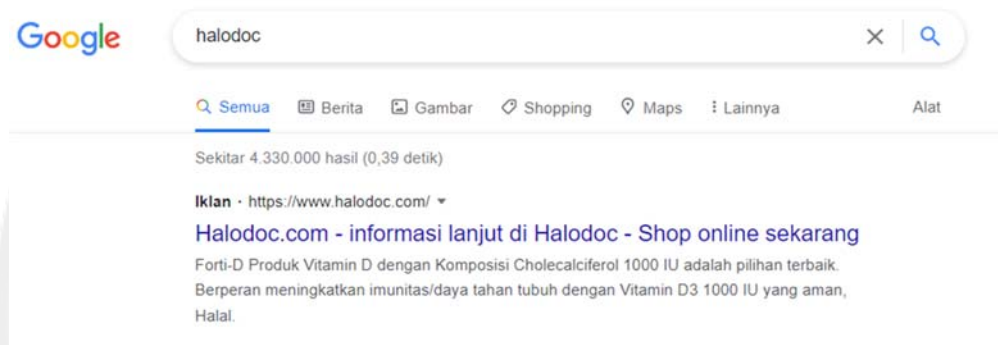 Google
halodoc
Semua Berita Gambar Shopping Maps Lainnya Alat
Sekitar 4.330.000 hasil (0,39 detik)
Iklan · https://www.halodoc.com/
Halodoc.com - informasi lanjut di Halodoc - Shop online sekarang
Forti-D Produk Vitamin D dengan Komposisi Cholecalciferol 1000 IU adalah pilihan terbaik.
Berperan meningkatkan imunitas/daya tahan tubuh dengan Vitamin D3 1000 IU yang aman,
Halal.